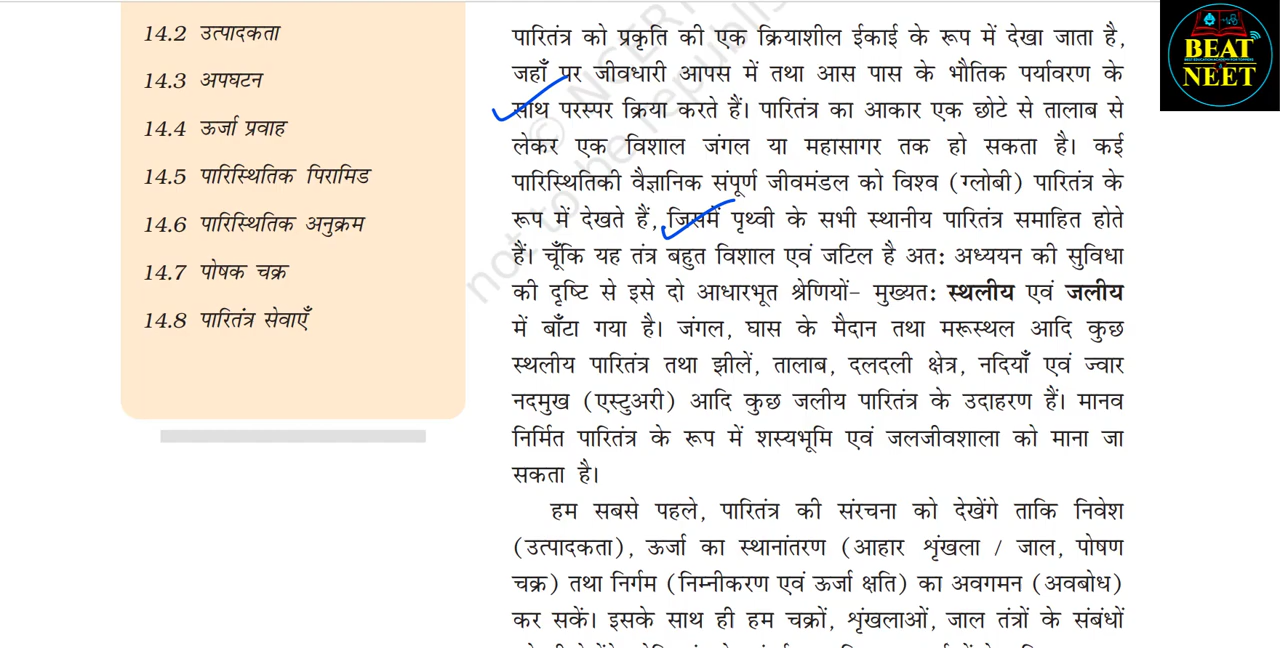 14.2 उत्पादकता
14.3 अपघटन
14.4 ऊर्जा प्रवाह
14.5 पारिस्थितिक पिरामिड
14.6 पारिस्थितिक अनुक्रम
14.7 पोषक चक्र
14.8 पारितंत्र सेवाएँ
पारितंत्र को प्रकृति की एक क्रियाशील ईकाई के रूप में देखा जाता है,
जहाँ पर जीवधारी आपस में तथा आस पास के भौतिक पर्यावरण के
साथ परस्पर क्रिया करते हैं। पारितंत्र का आकार एक छोटे से तालाब से
लेकर एक विशाल जंगल या महासागर तक हो सकता है। कई
पारिस्थितिकी वैज्ञानिक संपूर्ण जीवमंडल को विश्व (ग्लोबी) पारितंत्र के
रूप में देखते हैं, जिसमें पृथ्वी के सभी स्थानीय पारितंत्र समाहित होते
हैं। चूँकि यह तंत्र बहुत विशाल एवं जटिल है अत: अध्ययन की सुविधा
की दृष्टि से इसे दो आधारभूत श्रेणियों- मुख्यत: स्थलीय एवं जलीय
में बाँटा गया है। जंगल, घास के मैदान तथा मरूस्थल आदि कुछ
स्थलीय पारितंत्र तथा झीलें, तालाब, दलदली क्षेत्र, नदियाँ एवं ज्वार
नदमुख (एस्टुअरी) आदि कुछ जलीय पारितंत्र के उदाहरण हैं। मानव
निर्मित पारितंत्र के रूप में शस्यभूमि एवं जलजीवशाला को माना जा
सकता है।
हम सबसे पहले, पारितंत्र की संरचना को देखेंगे ताकि निवेश
(उत्पादकता), ऊर्जा का स्थानांतरण (आहार शृंखला / जाल, पोषण
चक्र) तथा निर्गम (निम्नीकरण एवं ऊर्जा क्षति) का अवगमन (अवबोध)
कर सकें। इसके साथ ही हम चक्रों, शृंखलाओं, जाल तंत्रों के संबंधों
© NCERT
not to be republis
BEAT
NEET